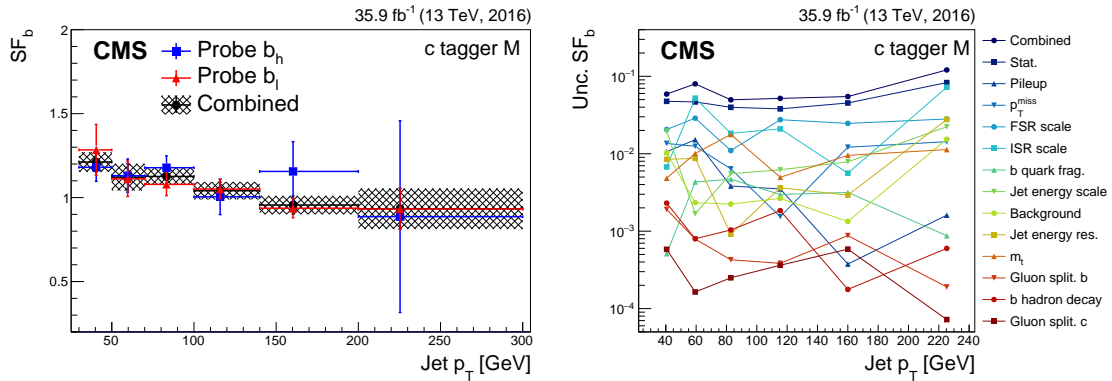 35.9 fb⁻¹ (13 TeV, 2016)
CMS
c tagger M
Probe b_h
Probe b_l
Combined
SF_b
2
1.5
1
0.5
50 100 150 200 250 300
Jet p_T [GeV]
35.9 fb⁻¹ (13 TeV, 2016)
CMS
c tagger M
Unc. SF_b
10⁻¹
10⁻²
10⁻³
10⁻⁴
40 60 80 100 120 140 160 180 200 220 240
Jet p_T [GeV]
Combined
Stat.
Pileup
p_T^miss
FSR scale
ISR scale
b quark frag.
Jet energy scale
Background
Jet energy res.
m_t
Gluon split. b
b hadron decay
Gluon split. c